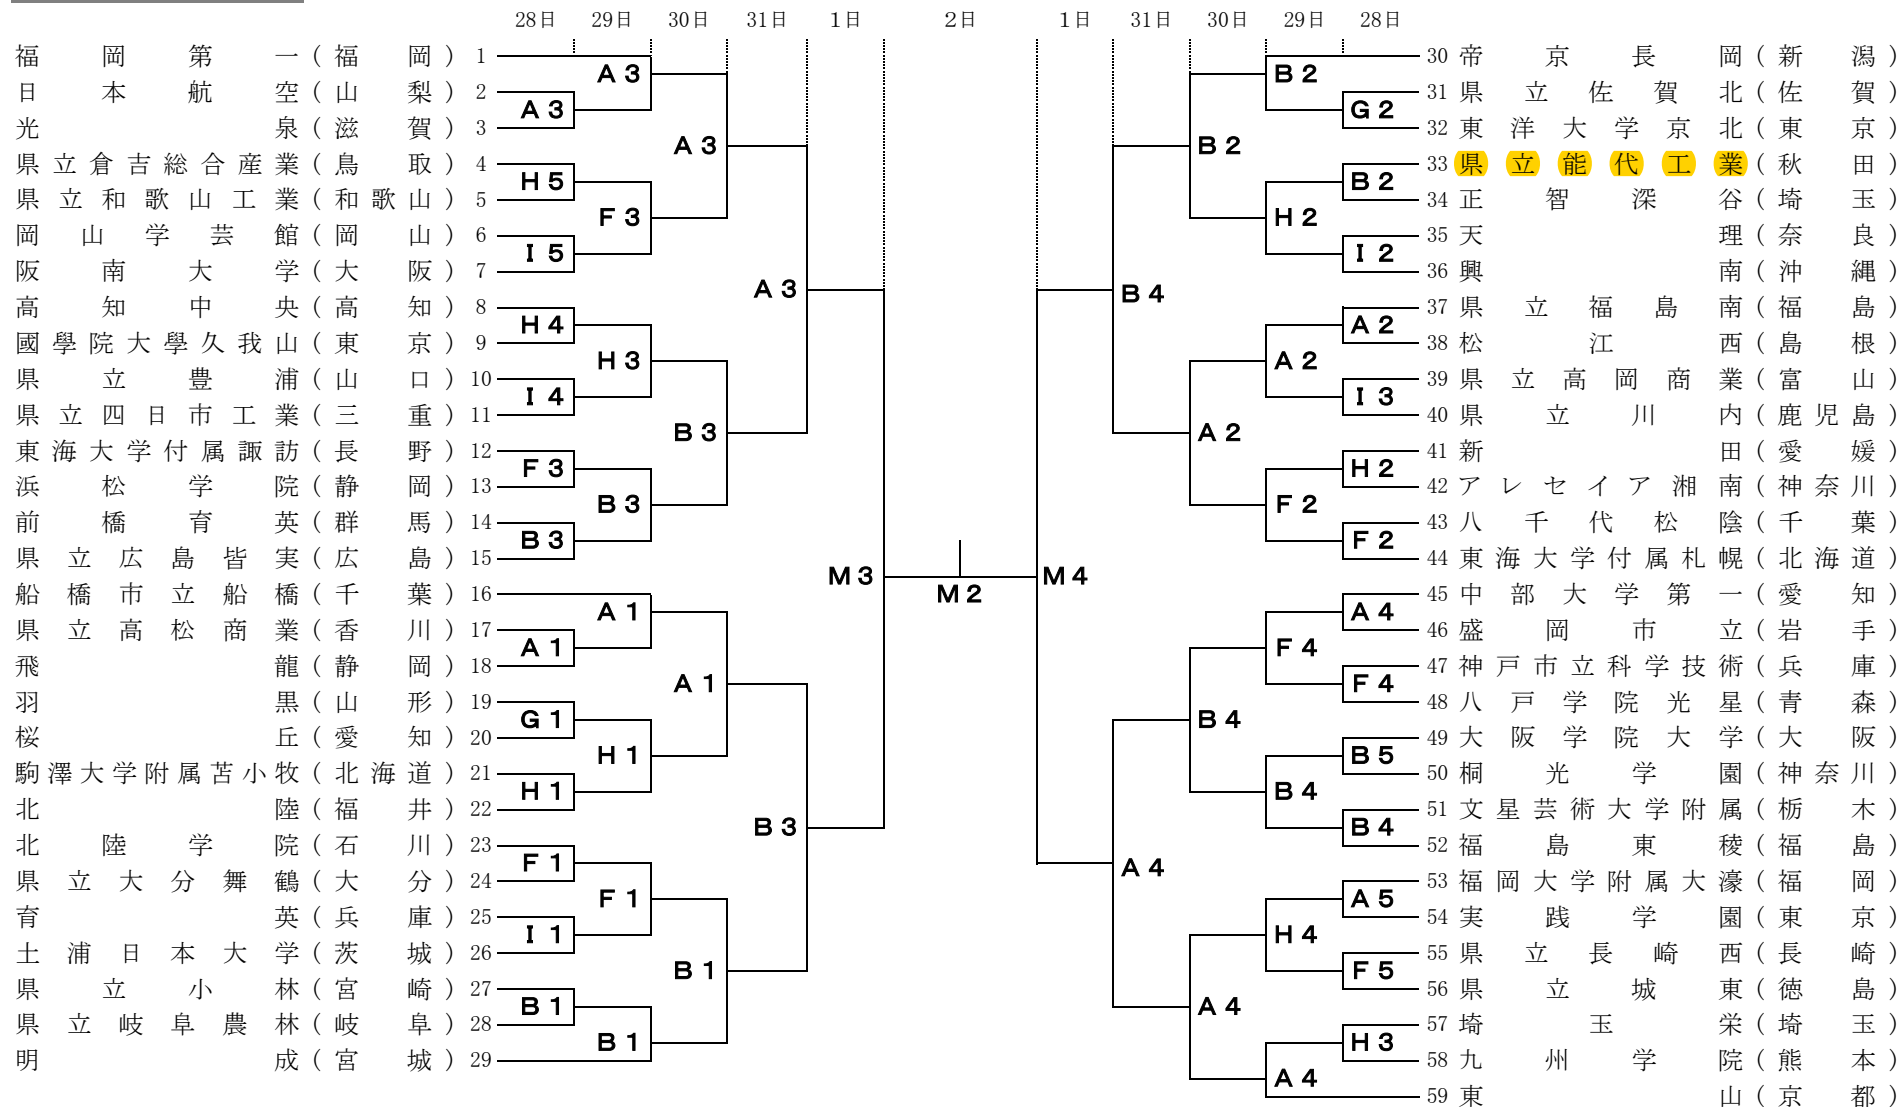 28日 29日 30日 31日 1日 2日 1日 31日 30日 29日 28日
福岡第一(福岡) 1
日本航空(山梨) 2
光泉(滋賀) 3
県立倉吉総合産業(鳥取) 4
県立和歌山工業(和歌山) 5
岡山学芸館(岡山) 6
阪南大学(大阪) 7
高知中央(高知) 8
國學院大學久我山(東京) 9
県立豊浦(山口) 10
県立四日市工業(三重) 11
東海大学付属諏訪(長野) 12
浜松学院(静岡) 13
前橋育英(群馬) 14
県立広島皆実(広島) 15
船橋市立船橋(千葉) 16
県立高松商業(香川) 17
飛龍(静岡) 18
羽黒(山形) 19
桜丘(愛知) 20
駒澤大学附属苫小牧(北海道) 21
北陸(福井) 22
北陸学院(石川) 23
県立大分舞鶴(大分) 24
育英(兵庫) 25
土浦日本大学(茨城) 26
県立小林(宮崎) 27
県立岐阜農林(岐阜) 28
明成(宮城) 29
A3
H5
I5
H4
I4
F3
B3
A1
G1
H1
F1
I1
B1
A3
F3
H3
B3
A1
H1
F1
B1
A3
B3
A1
B1
A3
B3
M3
M2
M4
B4
A4
B2
A2
B4
A4
B2
H2
A2
F2
F4
B4
H4
A4
G2
B2
I2
A2
I3
H2
F2
A4
F4
B5
B4
A5
F5
H3
30 帝京長岡(新潟)
31 県立佐賀北(佐賀)
32 東洋大学京北(東京)
33 県立能代工業(秋田)
34 正智深谷(埼玉)
35 天理(奈良)
36 興南(沖縄)
37 県立福島南(福島)
38 松江西(島根)
39 県立高岡商業(富山)
40 県立川内(鹿児島)
41 新田(愛媛)
42 アレセイア湘南(神奈川)
43 八千代松陰(千葉)
44 東海大学付属札幌(北海道)
45 中部大学第一(愛知)
46 盛岡市立(岩手)
47 神戸市立科学技術(兵庫)
48 八戸学院光星(青森)
49 大阪学院大学(大阪)
50 桐光学園(神奈川)
51 文星芸術大学附属(栃木)
52 福島東稜(福島)
53 福岡大学附属大濠(福岡)
54 実践学園(東京)
55 県立長崎西(長崎)
56 県立城東(徳島)
57 埼玉栄(埼玉)
58 九州学院(熊本)
59 東山(京都)